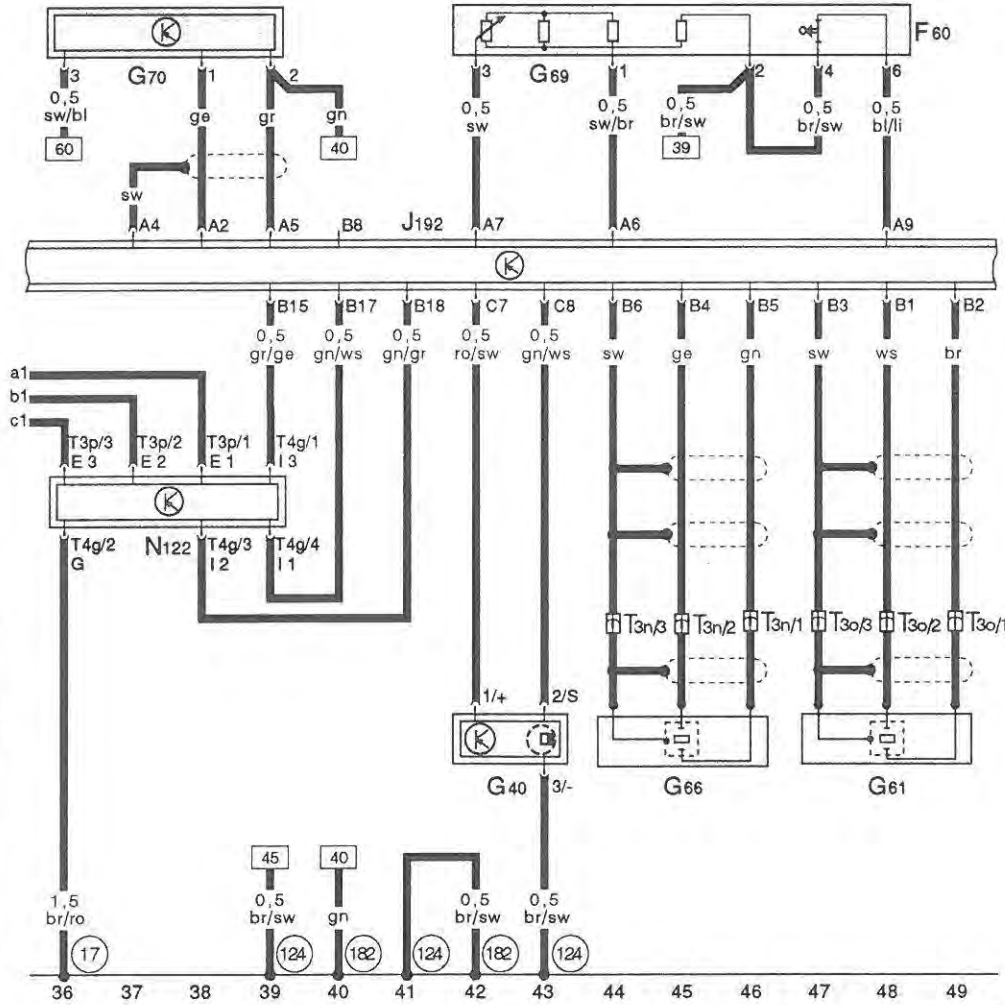 F60
3 G70 1 2 3 G69 1 2 4 6
0,5 sw/bl ge gr gn 0,5 sw 0,5 sw/br 0,5 br/sw 0,5 br/sw 0,5 bl/li
60 40 39
sw
A4 A2 A5 B8 J192 A7 A6 A9
B15 B17 B18 C7 C8 B6 B4 B5 B3 B1 B2
0,5 0,5 0,5 0,5 0,5 sw ge gn sw ws br
gr/ge gn/ws gn/gr ro/sw gn/ws
a1
b1
c1
T3p/3 T3p/2 T3p/1 T4g/1
E3 E2 E1 I3
T4g/2 N122 T4g/3 T4g/4
G I2 I1
T3n/3 T3n/2 T3n/1 T3o/3 T3o/2 T3o/1
1/+ 2/S
G40 3/- G66 G61
45 40
1,5 0,5 gn 0,5 0,5
br/ro br/sw br/sw br/sw
17 124 182 124 182 124
36 37 38 39 40 41 42 43 44 45 46 47 48 49